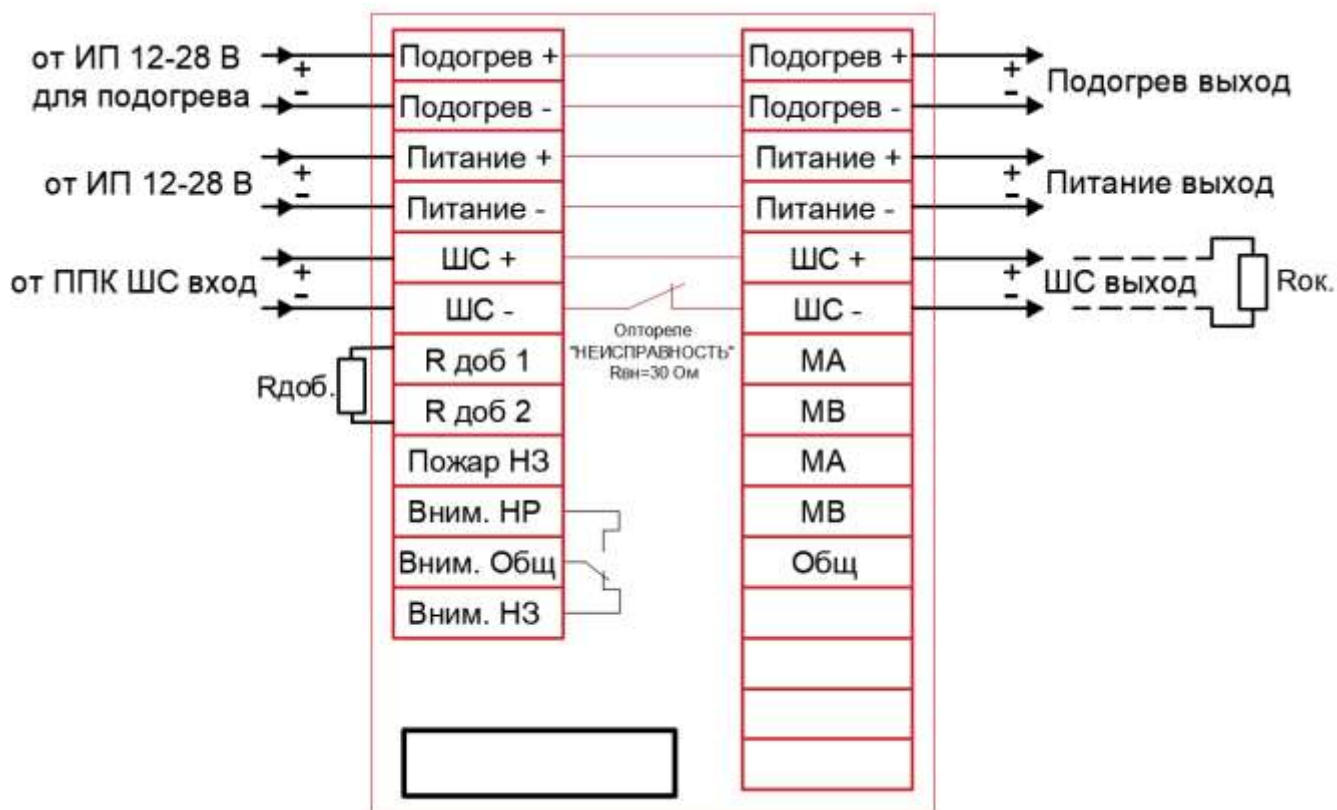 от ИП 12-28 В
для подогрева
+
-
от ИП 12-28 В
+
-
от ППК ШС вход
+
-
Rдоб.
Подогрев +
Подогрев -
Питание +
Питание -
ШС +
ШС -
R доб 1
R доб 2
Пожар НЗ
Вним. НР
Вним. Общ
Вним. НЗ
Оптореле
"НЕИСПРАВНОСТЬ"
Rвн=30 Ом
Подогрев +
Подогрев -
Питание +
Питание -
ШС +
ШС -
МА
МВ
МА
МВ
Общ
+
-
Подогрев выход
+
-
Питание выход
+
-
ШС выход
Rок.